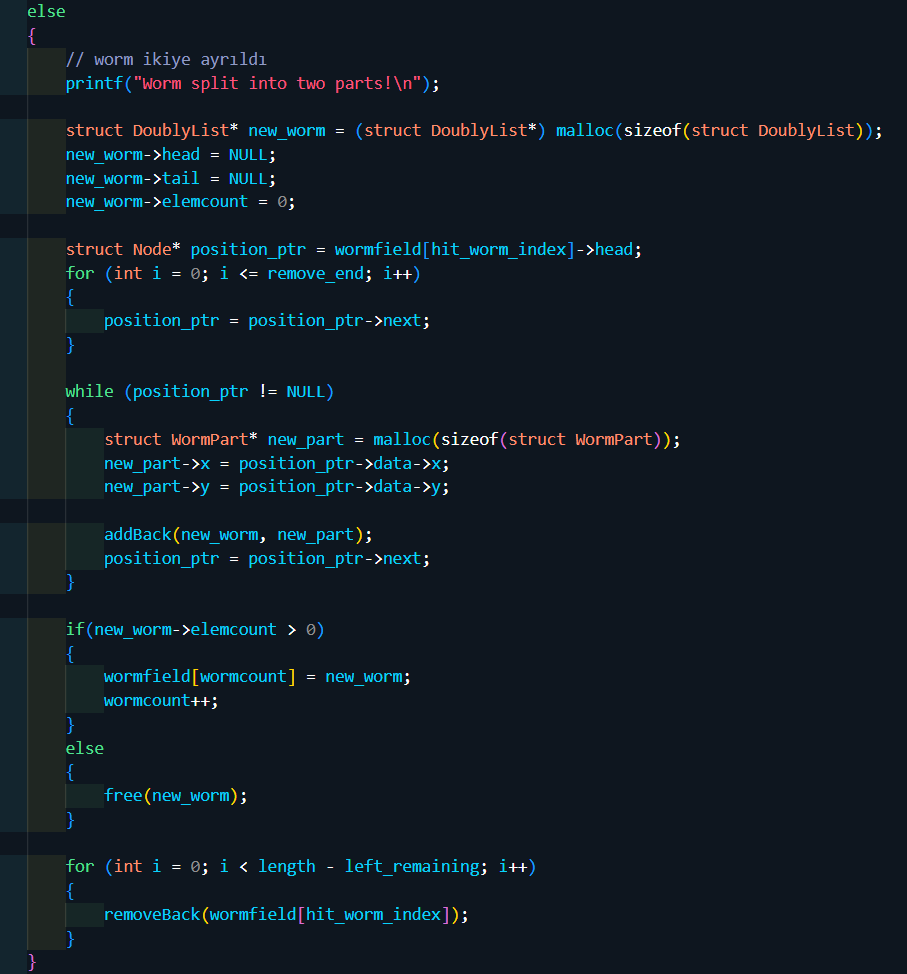 else
{
    // worm ikiye ayrıldı
    printf("Worm split into two parts!\n");

    struct DoublyList* new_worm = (struct DoublyList*) malloc(sizeof(struct DoublyList));
    new_worm->head = NULL;
    new_worm->tail = NULL;
    new_worm->elemcount = 0;

    struct Node* position_ptr = wormfield[hit_worm_index]->head;
    for (int i = 0; i <= remove_end; i++)
    {
        position_ptr = position_ptr->next;
    }

    while (position_ptr != NULL)
    {
        struct WormPart* new_part = malloc(sizeof(struct WormPart));
        new_part->x = position_ptr->data->x;
        new_part->y = position_ptr->data->y;

        addBack(new_worm, new_part);
        position_ptr = position_ptr->next;
    }

    if(new_worm->elemcount > 0)
    {
        wormfield[wormcount] = new_worm;
        wormcount++;
    }
    else
    {
        free(new_worm);
    }

    for (int i = 0; i < length - left_remaining; i++)
    {
        removeBack(wormfield[hit_worm_index]);
    }
}